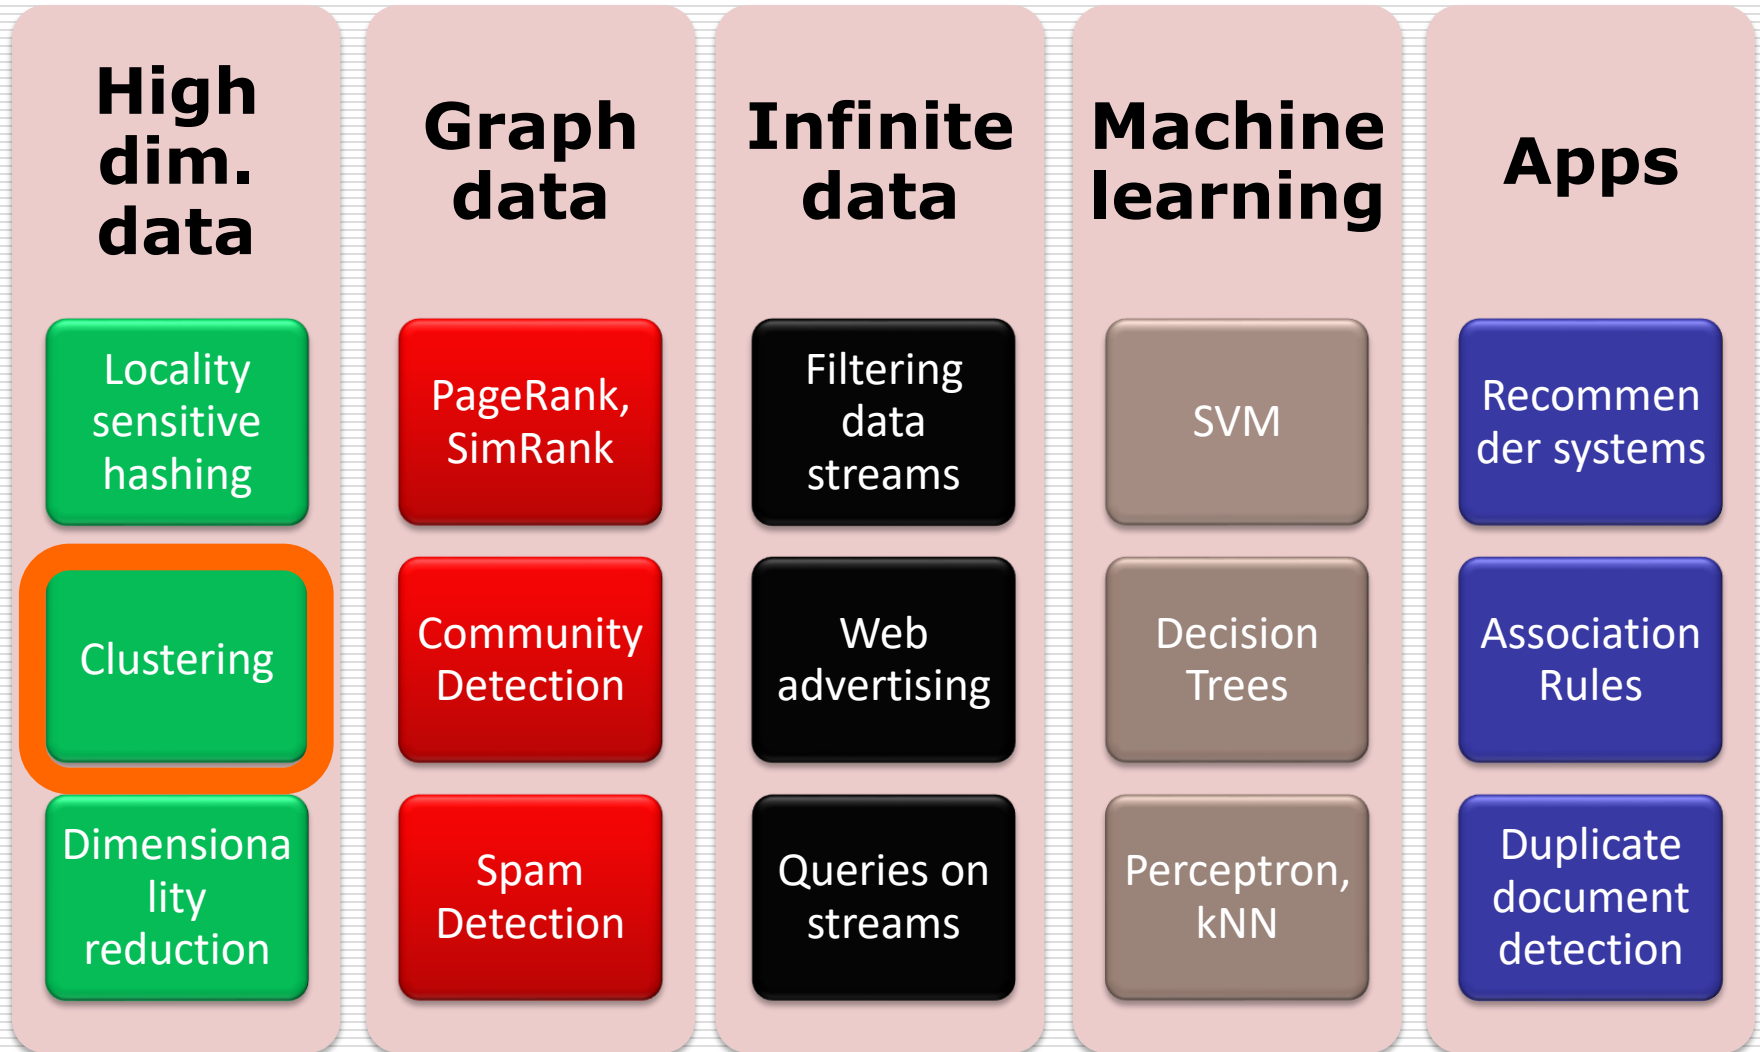 High
dim.
data
Locality
sensitive
hashing
Clustering
Dimensiona
lity
reduction
Graph
data
PageRank,
SimRank
Community
Detection
Spam
Detection
Infinite
data
Filtering
data
streams
Web
advertising
Queries on
streams
Machine
learning
SVM
Decision
Trees
Perceptron,
kNN
Apps
Recommen
der systems
Association
Rules
Duplicate
document
detection